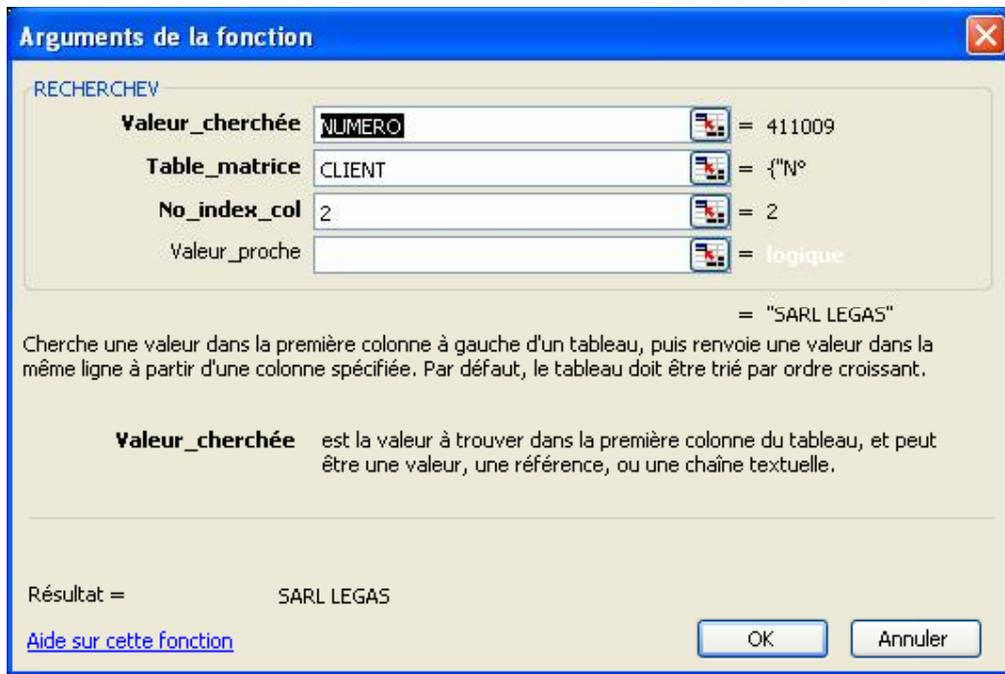 Arguments de la fonction
RECHERCHEV
Valeur_cherchée NUMERO = 411009
Table_matrice CLIENT = {"N°
No_index_col 2 = 2
Valeur_proche = logique
= "SARL LEGAS"
Cherche une valeur dans la première colonne à gauche d'un tableau, puis renvoie une valeur dans la
même ligne à partir d'une colonne spécifiée. Par défaut, le tableau doit être trié par ordre croissant.
Valeur_cherchée est la valeur à trouver dans la première colonne du tableau, et peut
être une valeur, une référence, ou une chaîne textuelle.
Résultat = SARL LEGAS
Aide sur cette fonction OK Annuler